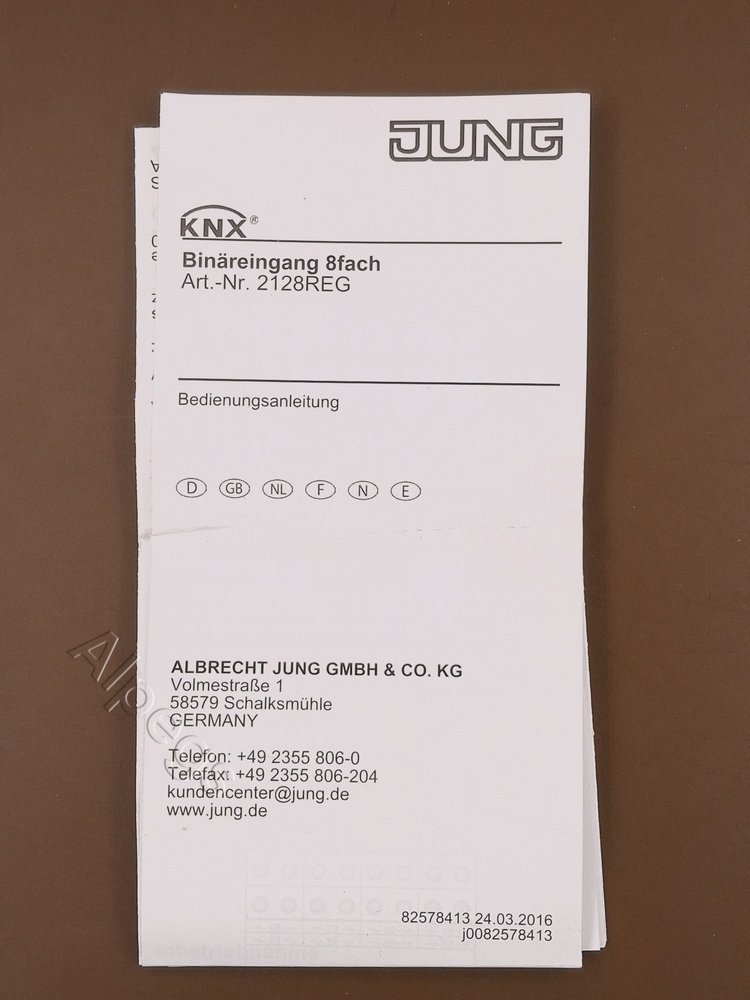 JUNG
KNX®
Binäreingang 8fach
Art.-Nr. 2128REG
Bedienungsanleitung
D GB NL F N E
ALBRECHT JUNG GMBH & CO. KG
Volmestraße 1
58579 Schalksmühle
GERMANY
Telefon: +49 2355 806-0
Telefax: +49 2355 806-204
kundencenter@jung.de
www.jung.de
82578413 24.03.2016
j0082578413